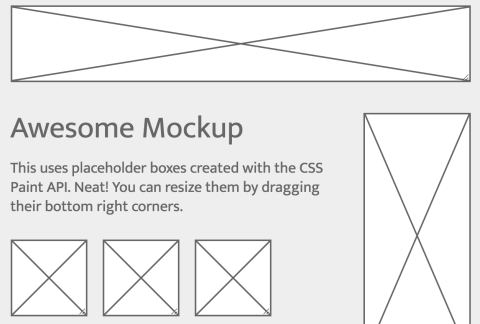 Awesome Mockup
This uses placeholder boxes created with the CSS
Paint API. Neat! You can resize them by dragging
their bottom right corners.